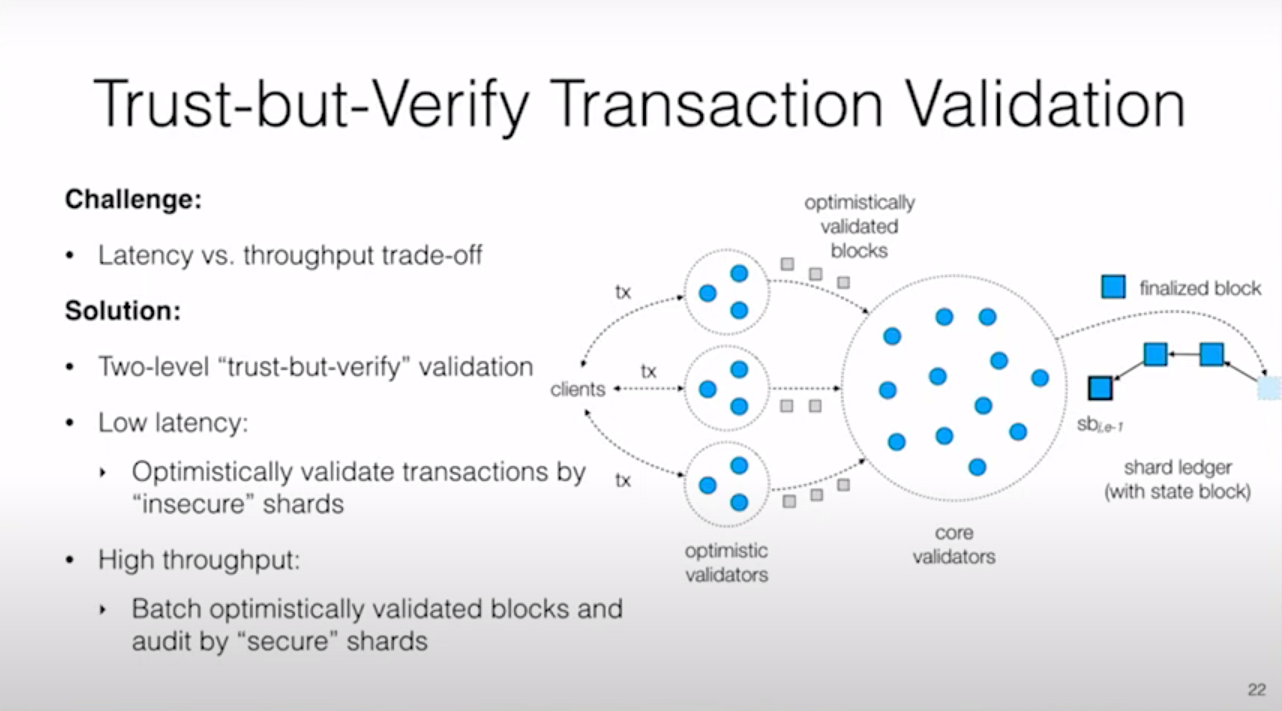 Trust-but-Verify Transaction Validation
Challenge:
• Latency vs. throughput trade-off
Solution:
• Two-level “trust-but-verify” validation
• Low latency:
‣ Optimistically validate transactions by
“insecure” shards
• High throughput:
‣ Batch optimistically validated blocks and
audit by “secure” shards
optimistically
validated
blocks
tx
tx
clients
tx
optimistic
validators
core
validators
finalized block
sbj,e-1
shard ledger
(with state block)
22